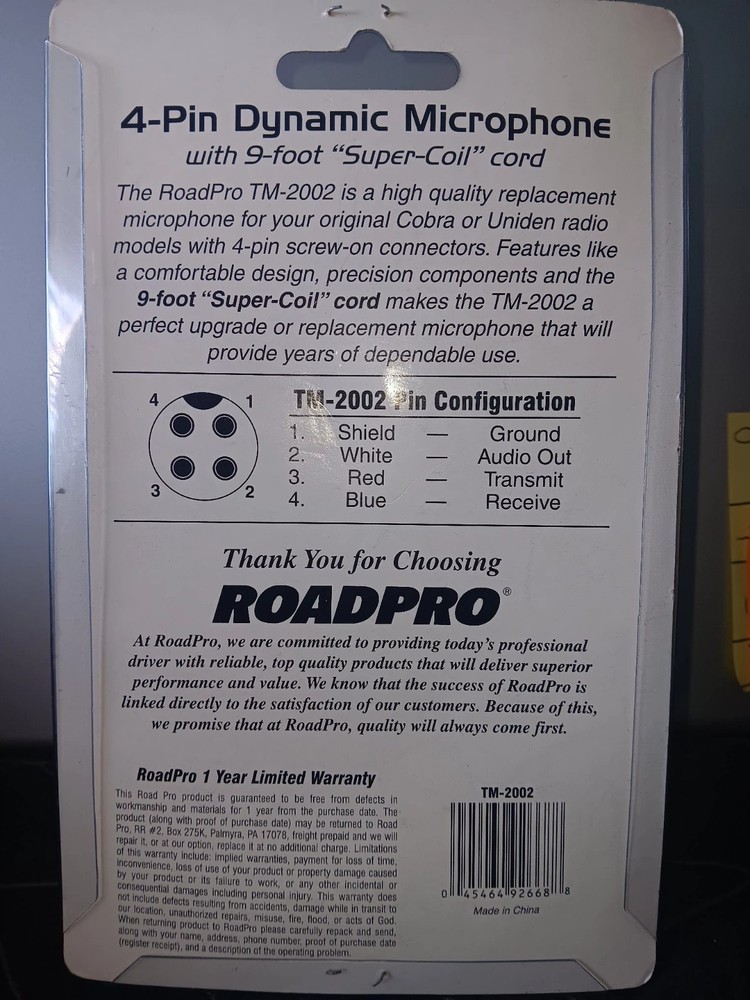 4-Pin Dynamic Microphone
with 9-foot “Super-Coil” cord
The RoadPro TM-2002 is a high quality replacement
microphone for your original Cobra or Uniden radio
models with 4-pin screw-on connectors. Features like
a comfortable design, precision components and the
9-foot “Super-Coil” cord makes the TM-2002 a
perfect upgrade or replacement microphone that will
provide years of dependable use.
4 1
3 2
TM-2002 Pin Configuration
1. Shield — Ground
2. White — Audio Out
3. Red — Transmit
4. Blue — Receive
Thank You for Choosing
ROADPRO®
At RoadPro, we are committed to providing today’s professional
driver with reliable, top quality products that will deliver superior
performance and value. We know that the success of RoadPro is
linked directly to the satisfaction of our customers. Because of this,
we promise that at RoadPro, quality will always come first.
RoadPro 1 Year Limited Warranty
This Road Pro product is guaranteed to be free from defects in
workmanship and materials for 1 year from the purchase date. The
product (along with proof of purchase date) may be returned to Road
Pro, RR #2, Box 275K, Palmyra, PA 17078, freight prepaid and we will
repair it, or at our option, replace it at no additional charge. Limitations
of this warranty include: implied warranties, payment for loss of time,
inconvenience, loss of use of your product or property damage caused
by your product or its failure to work, or any other incidental or
consequential damages including personal injury. This warranty does
not include defects resulting from accidents, damage while in transit to
our location, unauthorized repairs, misuse, fire, flood, or acts of God.
When returning product to RoadPro please carefully repack and send,
along with your name, address, phone number, proof of purchase date
(register receipt), and a description of the operating problem.
TM-2002
0 45464 92668 8
Made in China